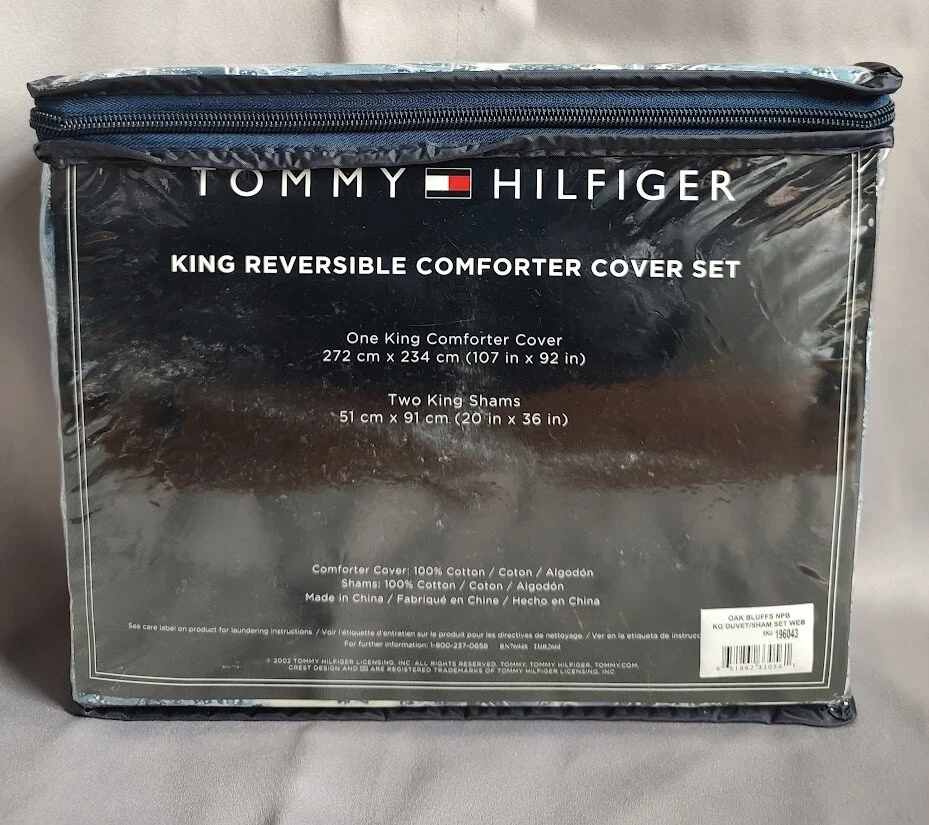 TOMMY HILFIGER
KING REVERSIBLE COMFORTER COVER SET
One King Comforter Cover
272 cm x 234 cm (107 in x 92 in)
Two King Shams
51 cm x 91 cm (20 in x 36 in)
Comforter Cover: 100% Cotton / Coton / Algodón
Shams: 100% Cotton / Coton / Algodón
Made in China / Fabriqué en Chine / Hecho en China
See care label on product for laundering instructions / Voir l'étiquette d'entretien sur le produit pour les directives de nettoyage. / Ver en la etiqueta de instrucc
For further information: 1-800-237-0658 RN76948
© 2002 TOMMY HILFIGER LICENSING, INC. ALL RIGHTS RESERVED. TOMMY, TOMMY HILFIGER, TOMMY.COM,
CREST DESIGN AND ARE REGISTERED TRADEMARKS OF TOMMY HILFIGER LICENSING, INC.
OAK BLUFFS NPB
KG DUVET/SHAM SET WEB
SKU 196043